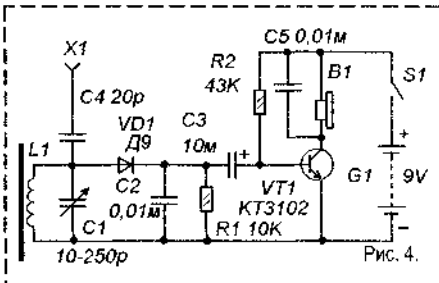 X1
C4 20p
L1
VD1
Д9
C2
0,01м
C1
10-250p
C3
10м
R1 10K
R2
43K
C5 0,01м
B1
VT1
KT3102
S1
+
G1
9V
–
+
Рис. 4.